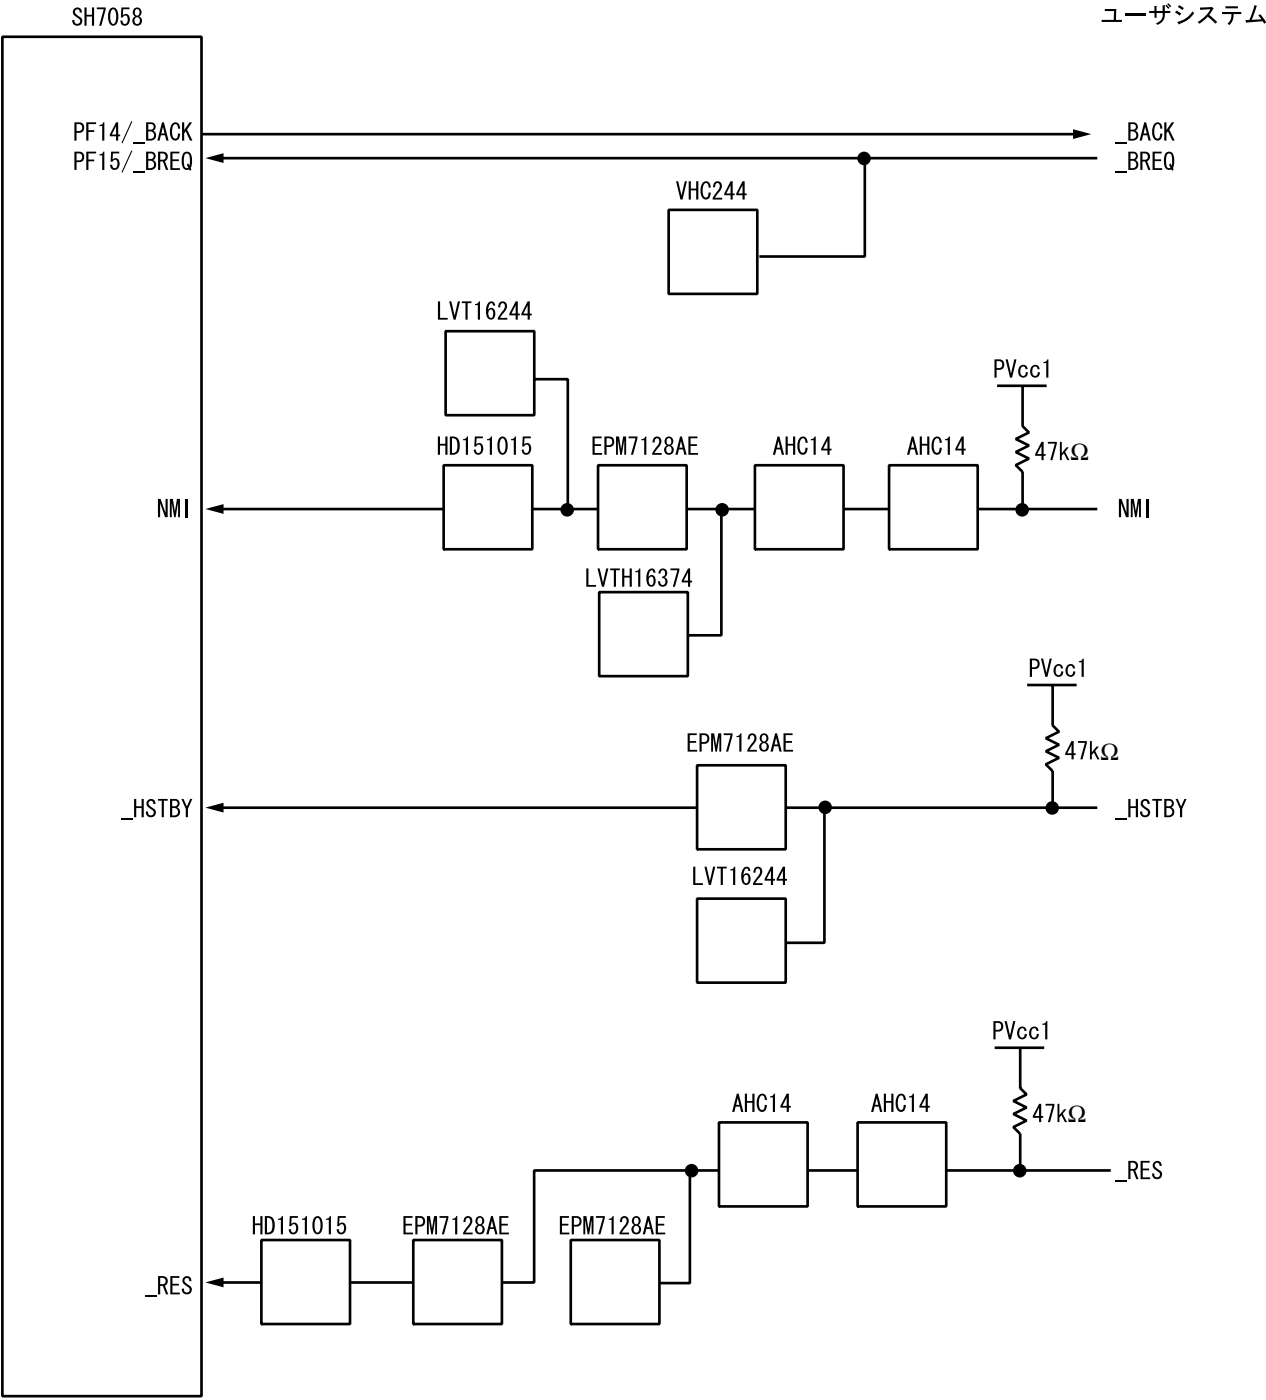 SH7058
ユーザシステム
PF14/_BACK
_BACK
PF15/_BREQ
_BREQ
VHC244
LVT16244
PVcc1
47kΩ
HD151015
EPM7128AE
AHC14
AHC14
NMI
NMI
LVTH16374
PVcc1
47kΩ
EPM7128AE
_HSTBY
_HSTBY
LVT16244
PVcc1
47kΩ
AHC14
AHC14
_RES
HD151015
EPM7128AE
EPM7128AE
_RES